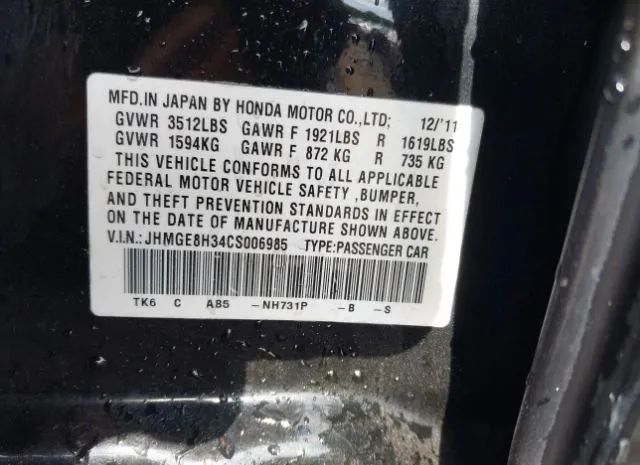 MFD.IN JAPAN BY HONDA MOTOR CO.,LTD; 12/'11
GVWR 3512LBS GAWR F 1921LBS R 1619LBS
GVWR 1594KG GAWR F 872 KG R 735 KG
THIS VEHICLE CONFORMS TO ALL APPLICABLE
FEDERAL MOTOR VEHICLE SAFETY ,BUMPER,
AND THEFT PREVENTION STANDARDS IN EFFECT
ON THE DATE OF MANUFACTURE SHOWN ABOVE.
V.I.N.: JHMGE8H34CS006985 TYPE:PASSENGER CAR
TK6 C AB5 -NH731P -B -S